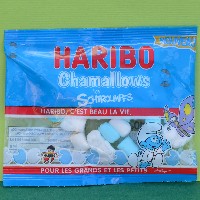 HARIBO
Chamallows
SCHTROUMPFS
HARIBO, C'EST BEAU LA VIE,
POUR LES GRANDS ET LES PETITS